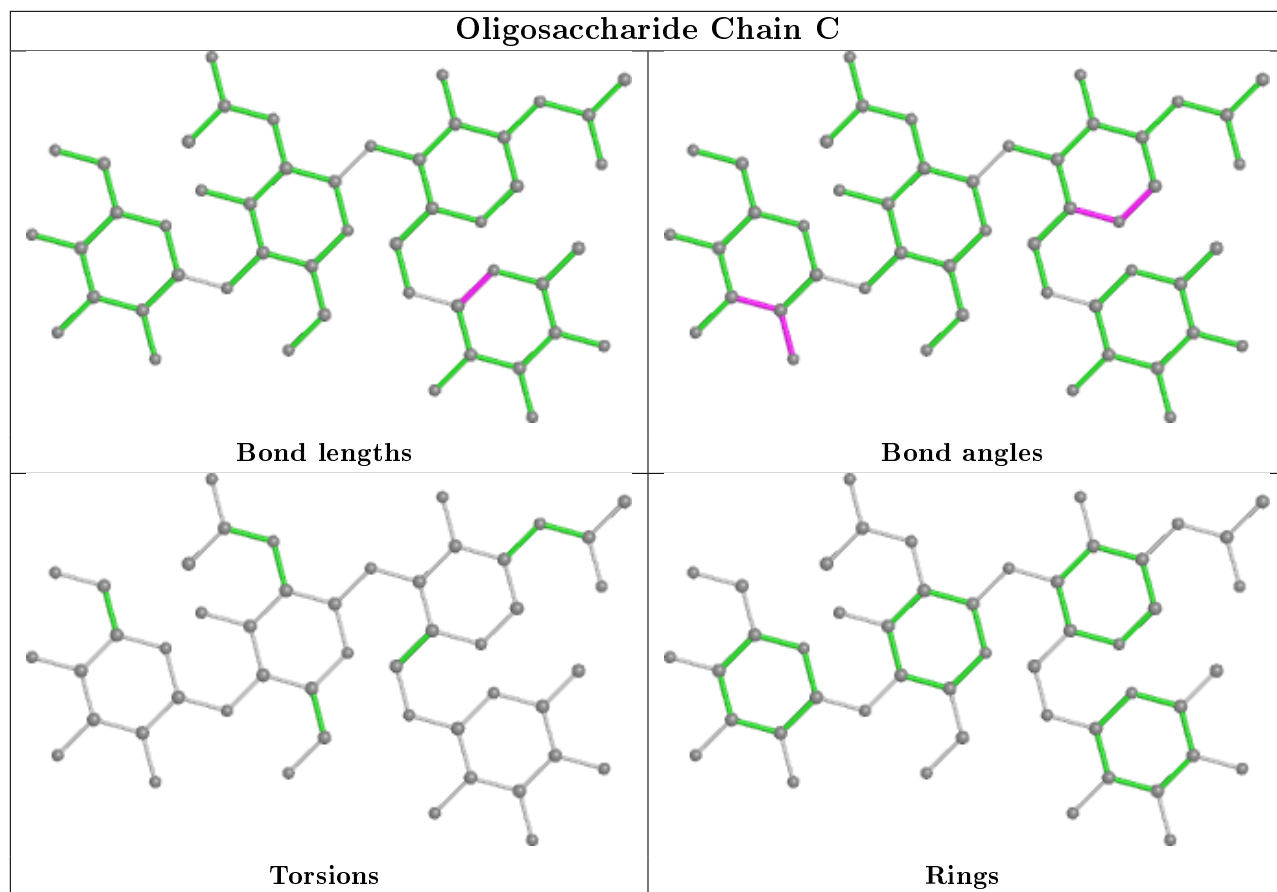 Oligosaccharide Chain C
Bond lengths
Bond angles
Torsions
Rings